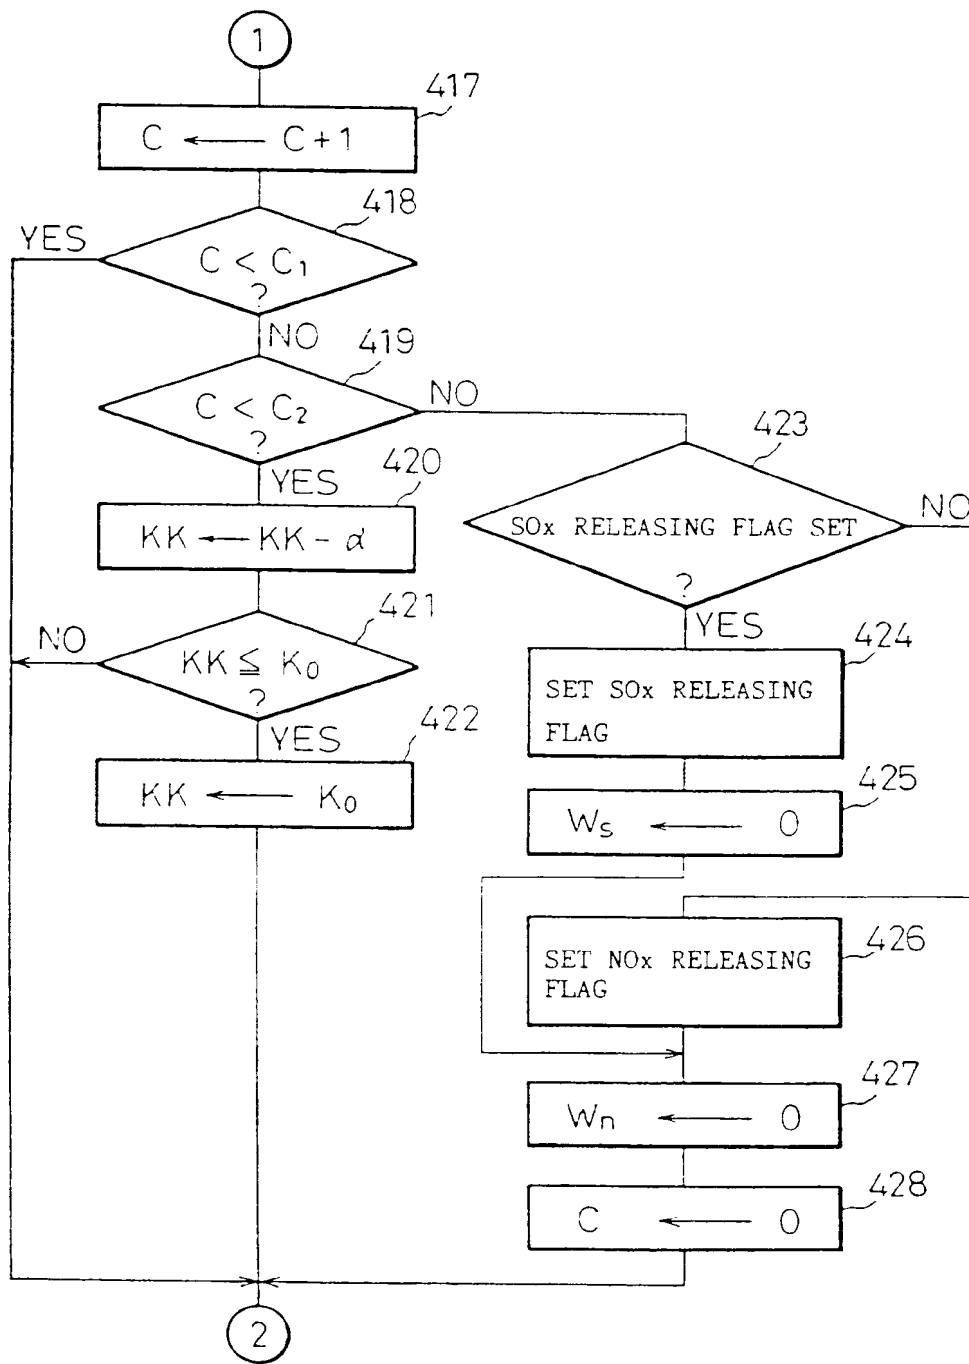 1
417
C ← C+1
418
YES
C < C₁
?
NO
419
C < C₂
?
NO
YES
420
KK ← KK - α
421
NO
KK ≦ K₀
?
YES
422
KK ← K₀
423
SOx RELEASING FLAG SET
?
NO
YES
424
SET SOx RELEASING
FLAG
425
Ws ← 0
426
SET NOx RELEASING
FLAG
427
Wn ← 0
428
C ← 0
2